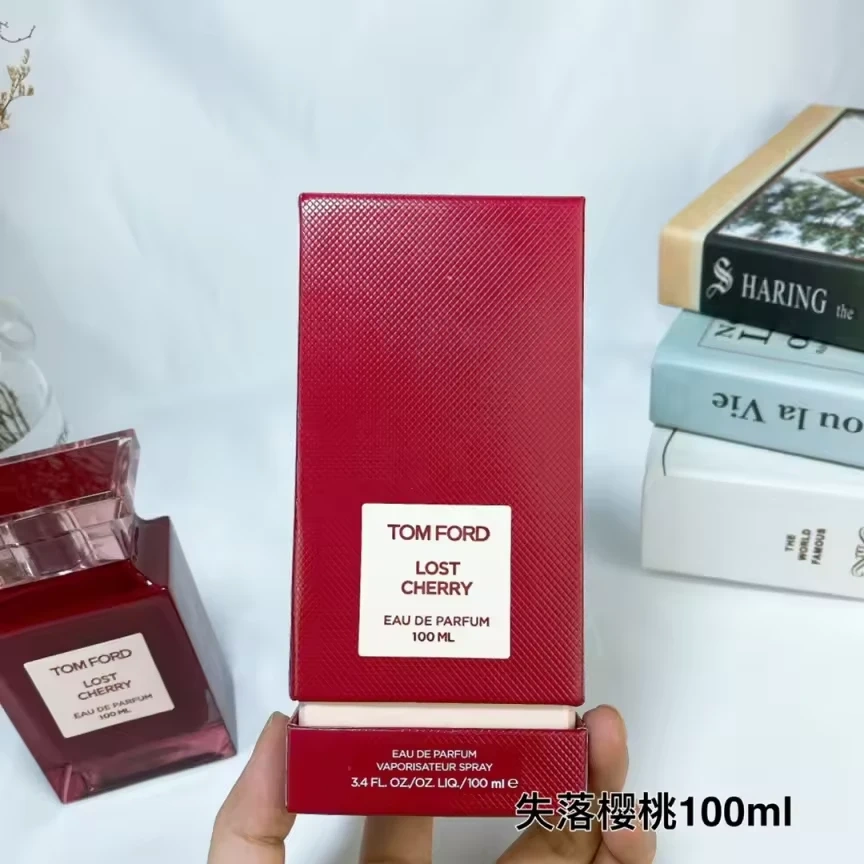 TOM FORD
LOST
CHERRY
EAU DE PARFUM
100 ML
EAU DE PARFUM
VAPORISATEUR SPRAY
3.4 FL. OZ./OZ. LIQ./100 ml ℮
TOM FORD
LOST
CHERRY
EAU DE PARFUM
100 ML
S HARING the
ou la Vie
THE
WORLD
FAMOUS
失落樱桃100ml